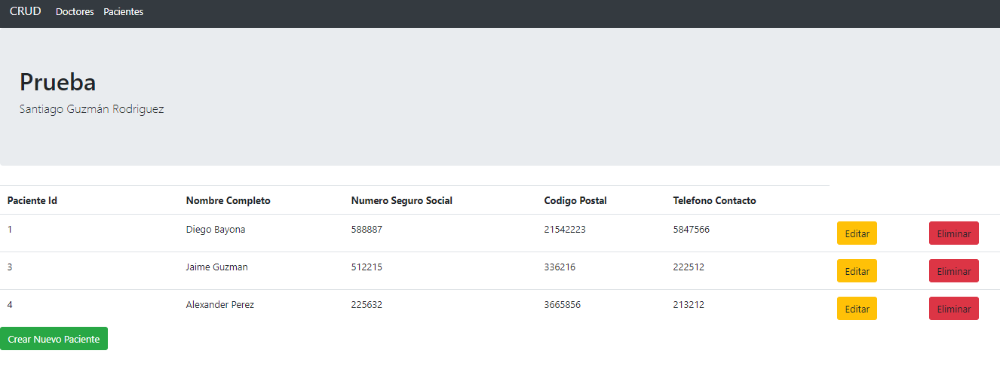 CRUD Doctores Pacientes
Prueba
Santiago Guzmán Rodriguez
Paciente Id Nombre Completo Numero Seguro Social Codigo Postal Telefono Contacto
1 Diego Bayona 588887 21542223 5847566 Editar Eliminar
3 Jaime Guzman 512215 336216 222512 Editar Eliminar
4 Alexander Perez 225632 3665856 213212 Editar Eliminar
Crear Nuevo Paciente